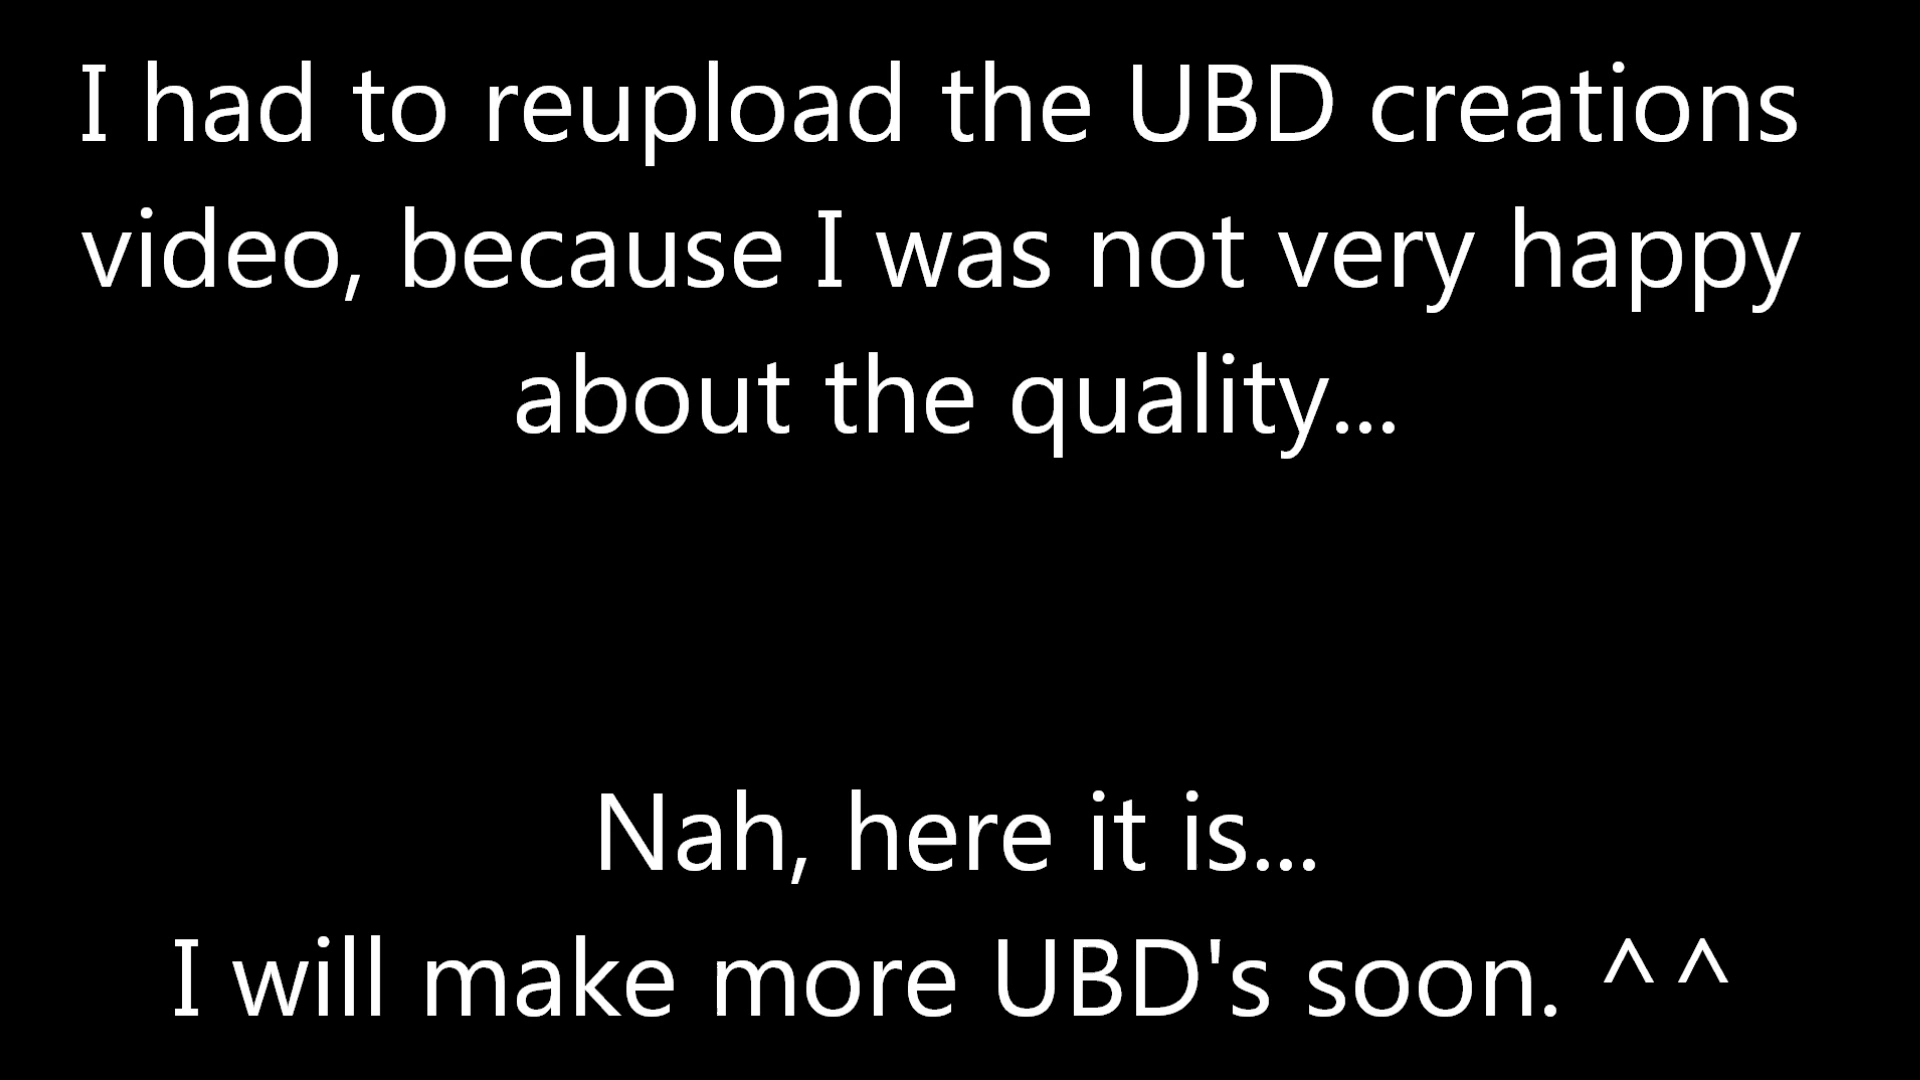 I had to reupload the UBD creations
video, because I was not very happy
about the quality...
Nah, here it is...
I will make more UBD's soon. ^^